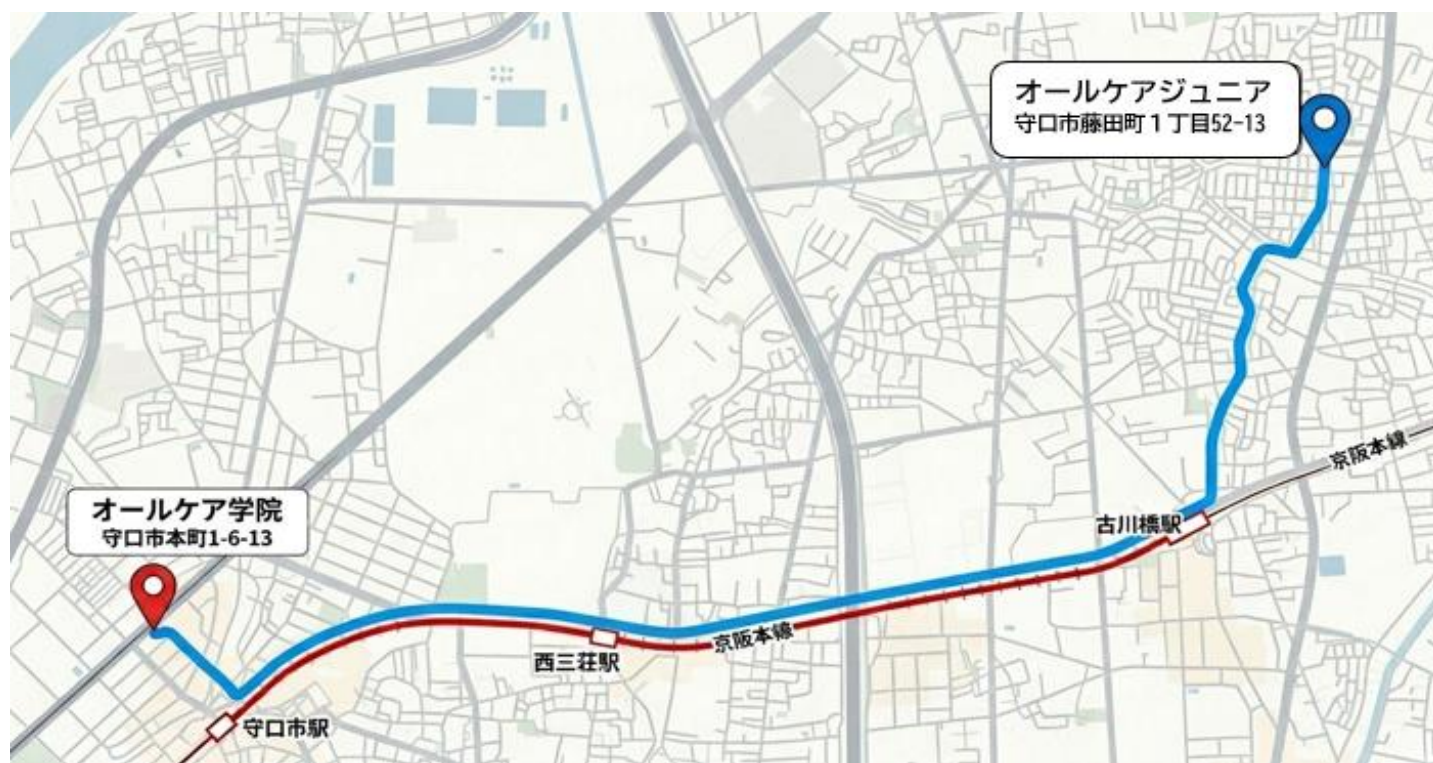 オールケアジュニア
守口市藤田町1丁目52-13
京阪本線
オールケア学院
守口市本町1-6-13
古川橋駅
京阪本線
西三荘駅
守口市駅